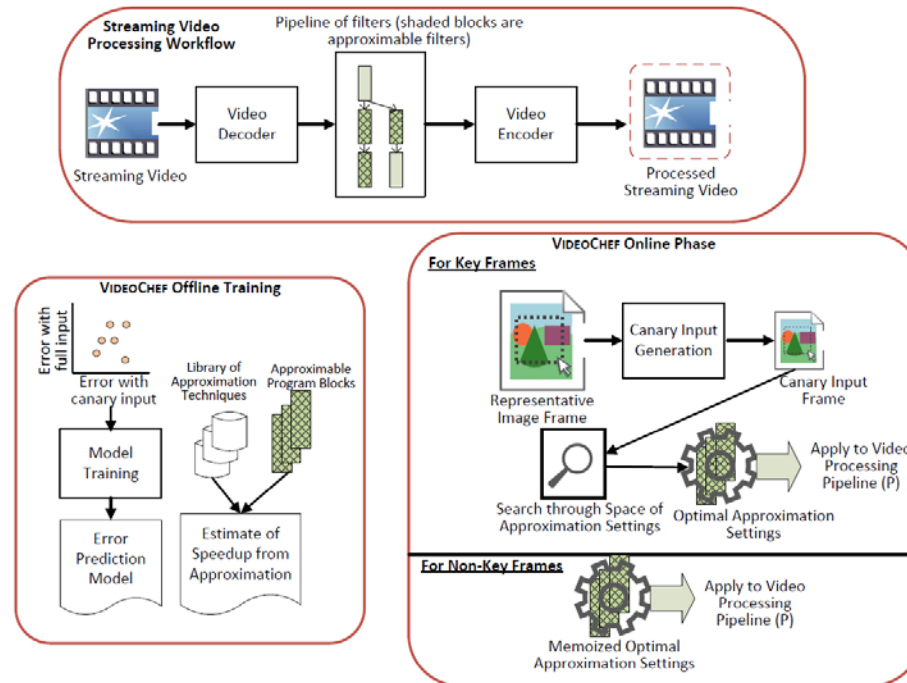 Streaming Video
Processing Workflow
Pipeline of filters (shaded blocks are
approximable filters)
Streaming Video
Video
Decoder
Video
Encoder
Processed
Streaming Video
VIDEOCHEF Offline Training
Error with
full input
Error with
canary input
Model
Training
Error
Prediction
Model
Library of
Approximation
Techniques
Approximable
Program Blocks
Estimate of
Speedup from
Approximation
VIDEOCHEF Online Phase
For Key Frames
Representative
Image Frame
Canary Input
Generation
Canary Input
Frame
Search through Space of
Approximation Settings
Optimal Approximation
Settings
Apply to Video
Processing
Pipeline (P)
For Non-Key Frames
Memoized Optimal
Approximation Settings
Apply to Video
Processing
Pipeline (P)